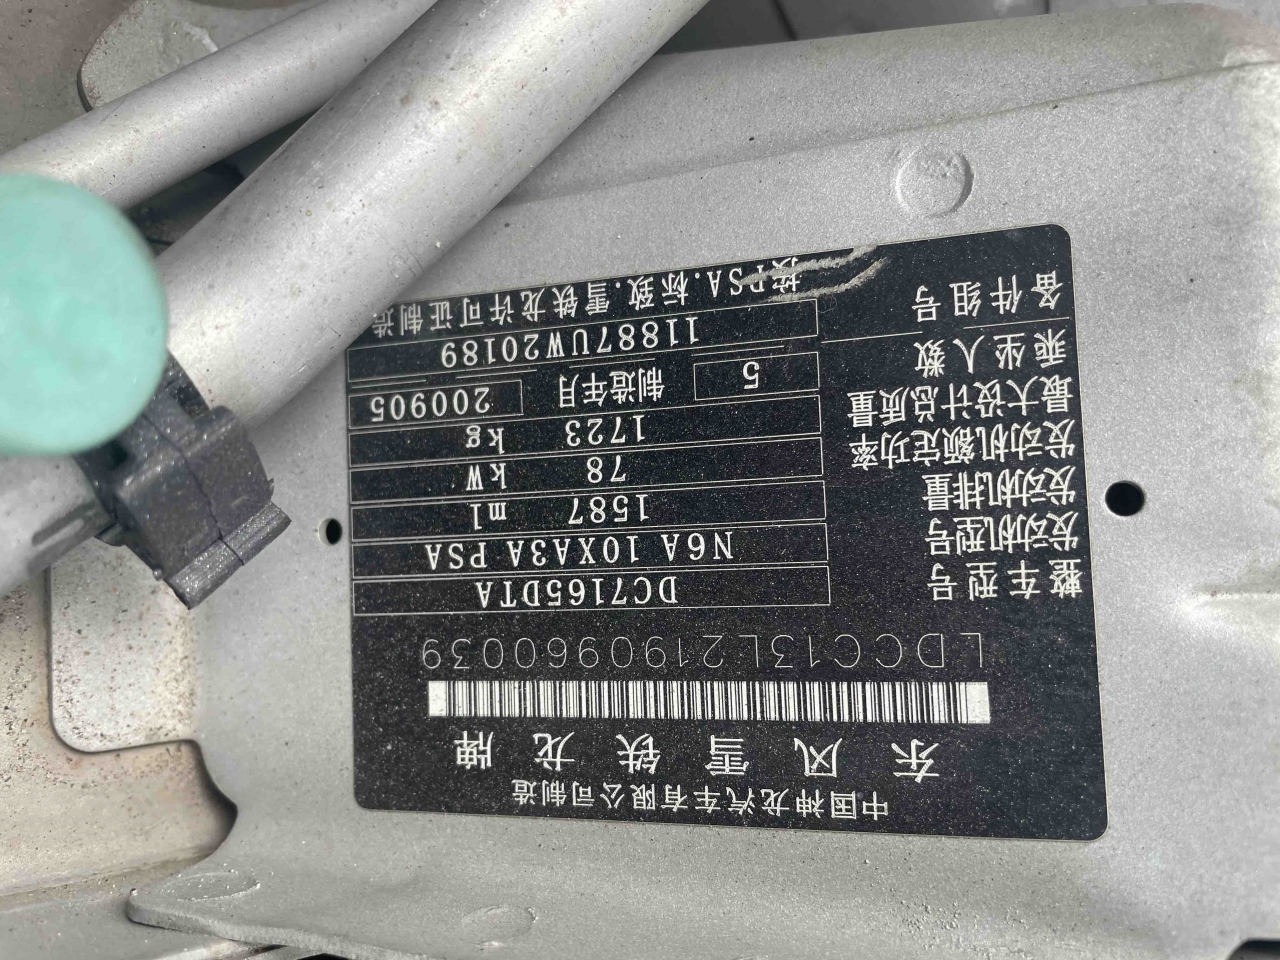 中国神龙汽车有限公司制造
东风雪铁龙牌
LDCC13L2190960039
整车型号 DC7165DTA
发动机型号 N6A 10XA3A PSA
发动机排量 1587 ml
发动机额定功率 78 kW
最大设计总质量 1723 kg
乘坐人数 5 制造年月 200905
备件组号 11887UW20189
按PSA.标致.雪铁龙许可证制造